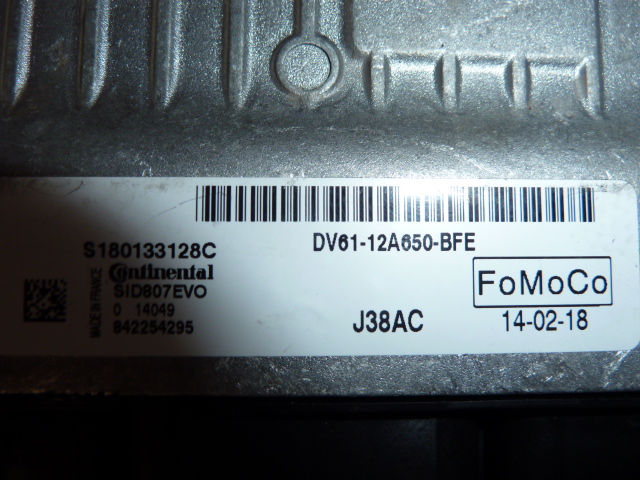 DV61-12A650-BFE
S180133128C
Continental
SID807EVO
0 14049
842254295
MADE IN FRANCE
J38AC
FoMoCo
14-02-18